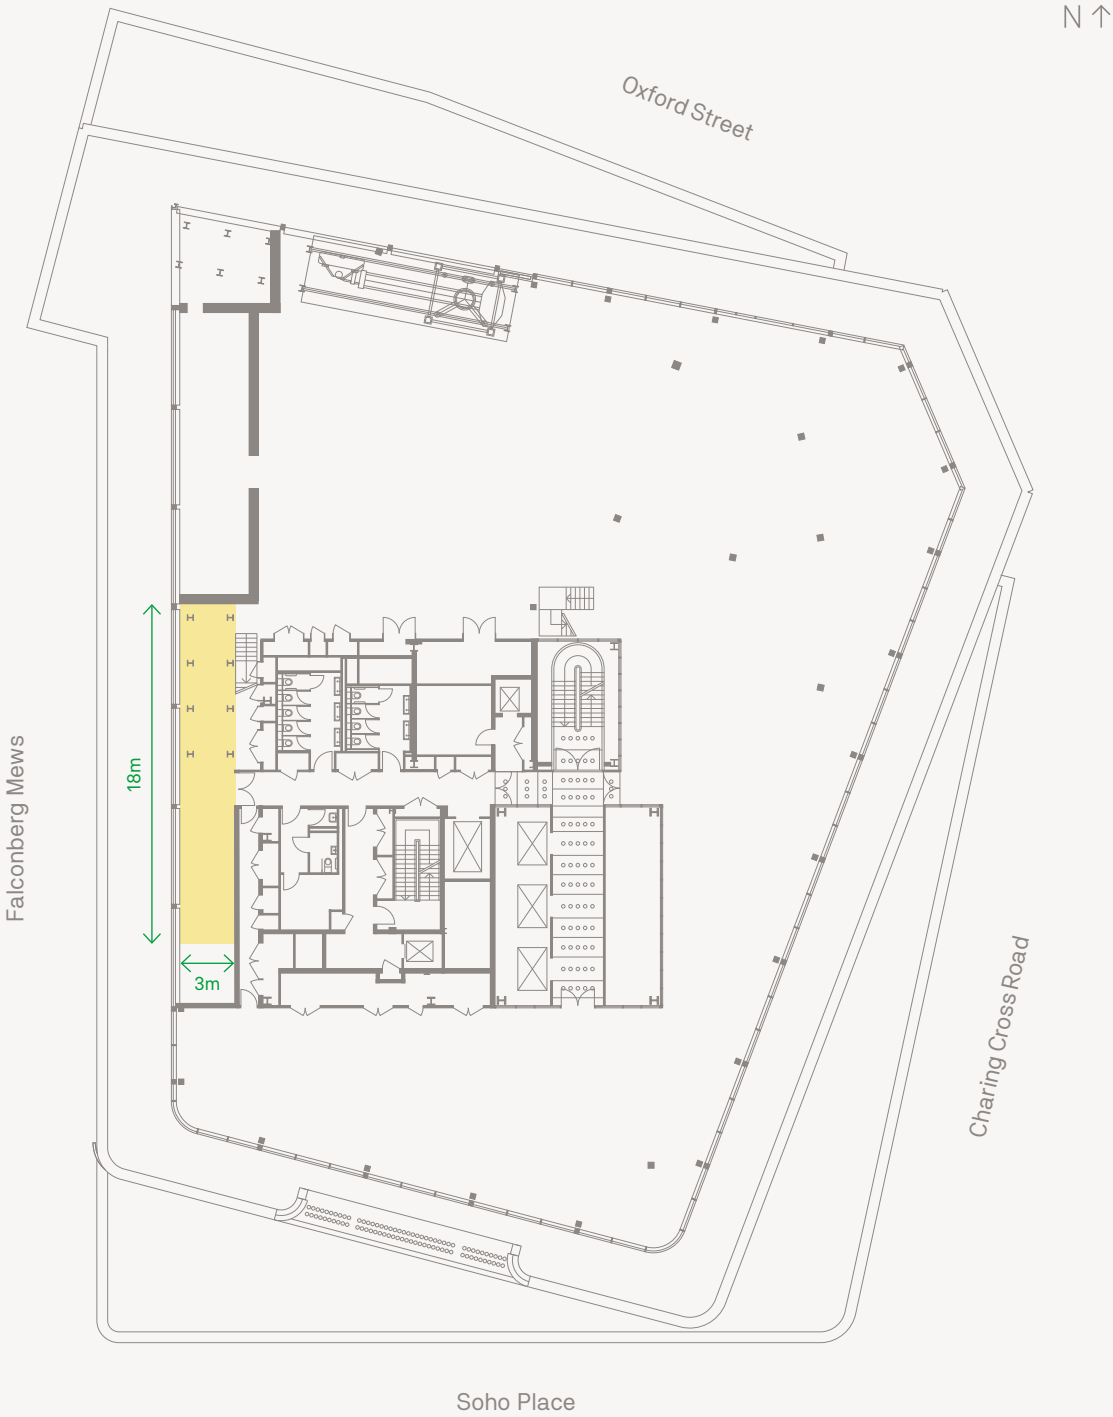 N
Oxford Street
Falconberg Mews
18m
3m
Charing Cross Road
Soho Place